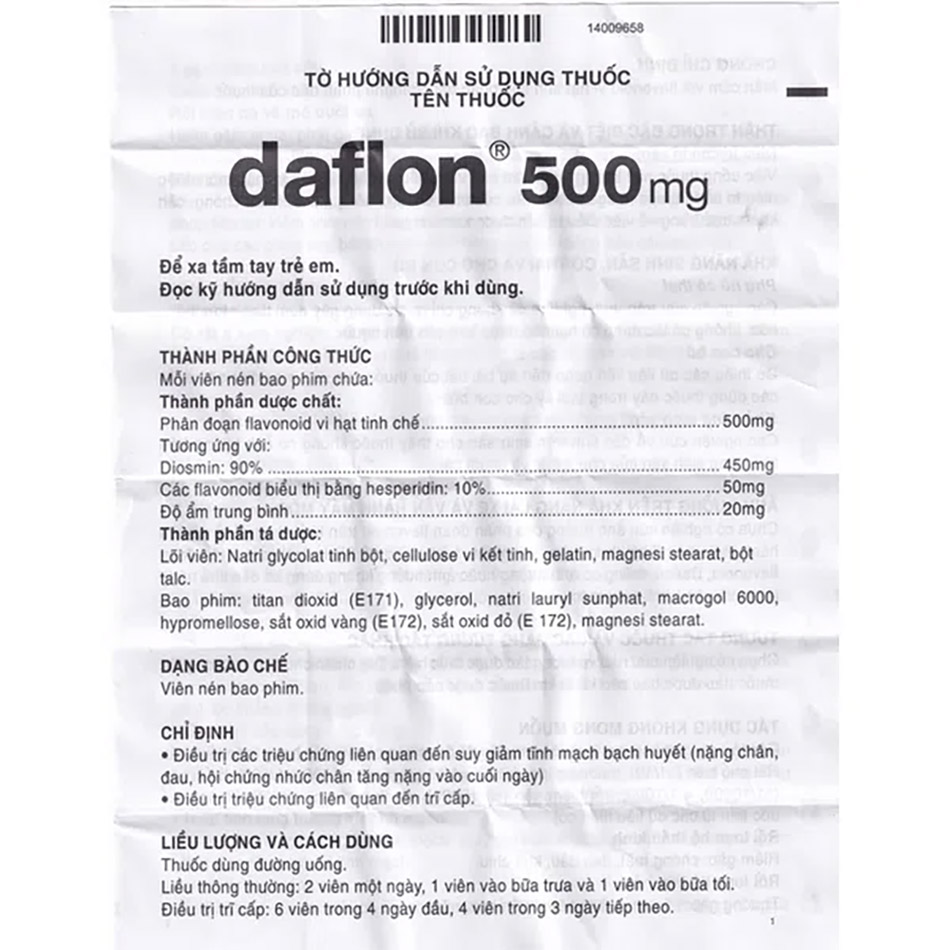 14009658
TỜ HƯỚNG DẪN SỬ DỤNG THUỐC
TÊN THUỐC
daflon® 500 mg
Để xa tầm tay trẻ em.
Đọc kỹ hướng dẫn sử dụng trước khi dùng.
THÀNH PHẦN CÔNG THỨC
Mỗi viên nén bao phim chứa:
Thành phần dược chất:
Phân đoạn flavonoid vi hạt tinh chế..........500mg
Tương ứng với:
Diosmin: 90% ..........450mg
Các flavonoid biểu thị bằng hesperidin: 10%..........50mg
Độ ẩm trung bình..........20mg
Thành phần tá dược:
Lõi viên: Natri glycolat tinh bột, cellulose vi kết tinh, gelatin, magnesi stearat, bột
talc.
Bao phim: titan dioxid (E171), glycerol, natri lauryl sunphat, macrogol 6000,
hypromellose, sắt oxid vàng (E172), sắt oxid đỏ (E 172), magnesi stearat.
DẠNG BÀO CHẾ
Viên nén bao phim.
CHỈ ĐỊNH
• Điều trị các triệu chứng liên quan đến suy giảm tĩnh mạch bạch huyết (nặng chân,
đau, hội chứng nhức chân tăng nặng vào cuối ngày)
• Điều trị triệu chứng liên quan đến trĩ cấp.
LIỀU LƯỢNG VÀ CÁCH DÙNG
Thuốc dùng đường uống.
Liều thông thường: 2 viên một ngày, 1 viên vào bữa trưa và 1 viên vào bữa tối.
Điều trị trĩ cấp: 6 viên trong 4 ngày đầu, 4 viên trong 3 ngày tiếp theo.
1